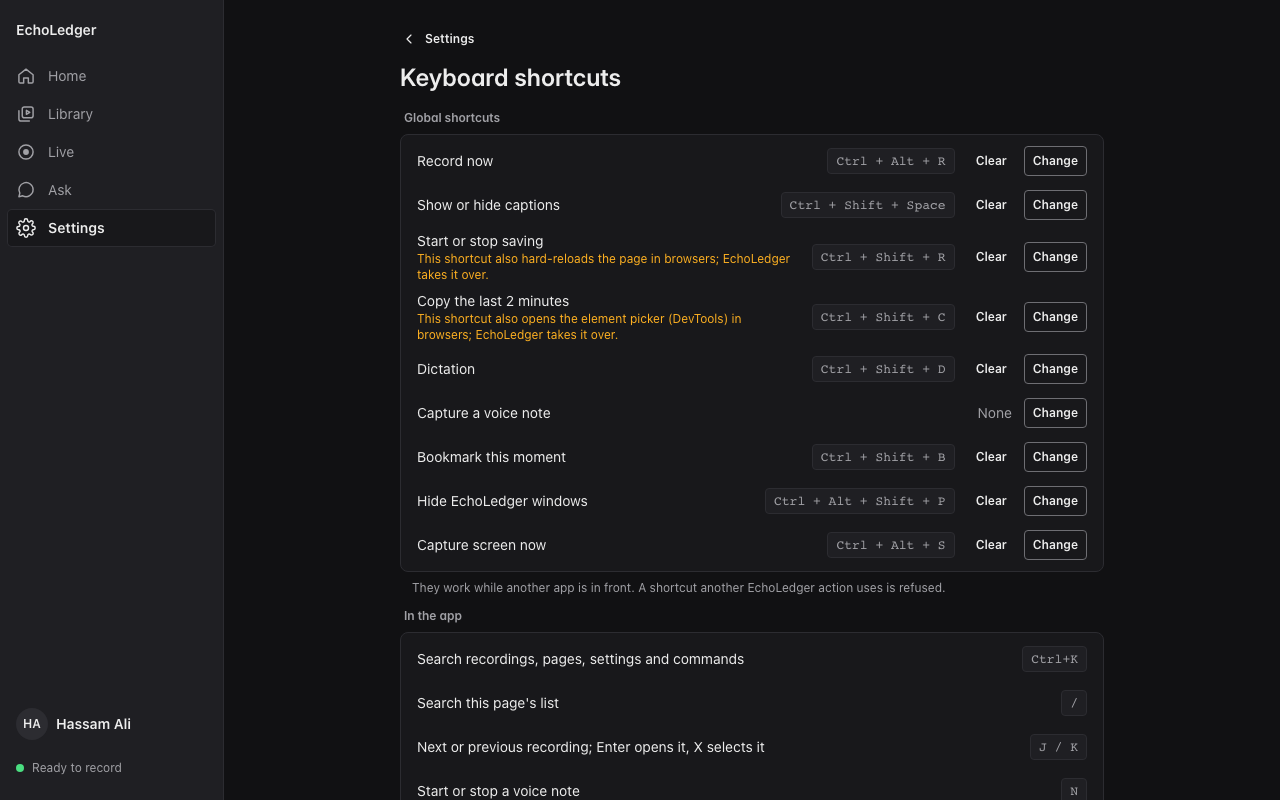 EchoLedger
Home
Library
Live
Ask
Settings
HA Hassam Ali
Ready to record
Settings
Keyboard shortcuts
Global shortcuts
Record now Ctrl + Alt + R Clear Change
Show or hide captions Ctrl + Shift + Space Clear Change
Start or stop saving
This shortcut also hard-reloads the page in browsers; EchoLedger
takes it over.
Ctrl + Shift + R Clear Change
Copy the last 2 minutes
This shortcut also opens the element picker (DevTools) in
browsers; EchoLedger takes it over.
Ctrl + Shift + C Clear Change
Dictation Ctrl + Shift + D Clear Change
Capture a voice note None Change
Bookmark this moment Ctrl + Shift + B Clear Change
Hide EchoLedger windows Ctrl + Alt + Shift + P Clear Change
Capture screen now Ctrl + Alt + S Clear Change
They work while another app is in front. A shortcut another EchoLedger action uses is refused.
In the app
Search recordings, pages, settings and commands Ctrl+K
Search this page's list /
Next or previous recording; Enter opens it, X selects it J / K
Start or stop a voice note N